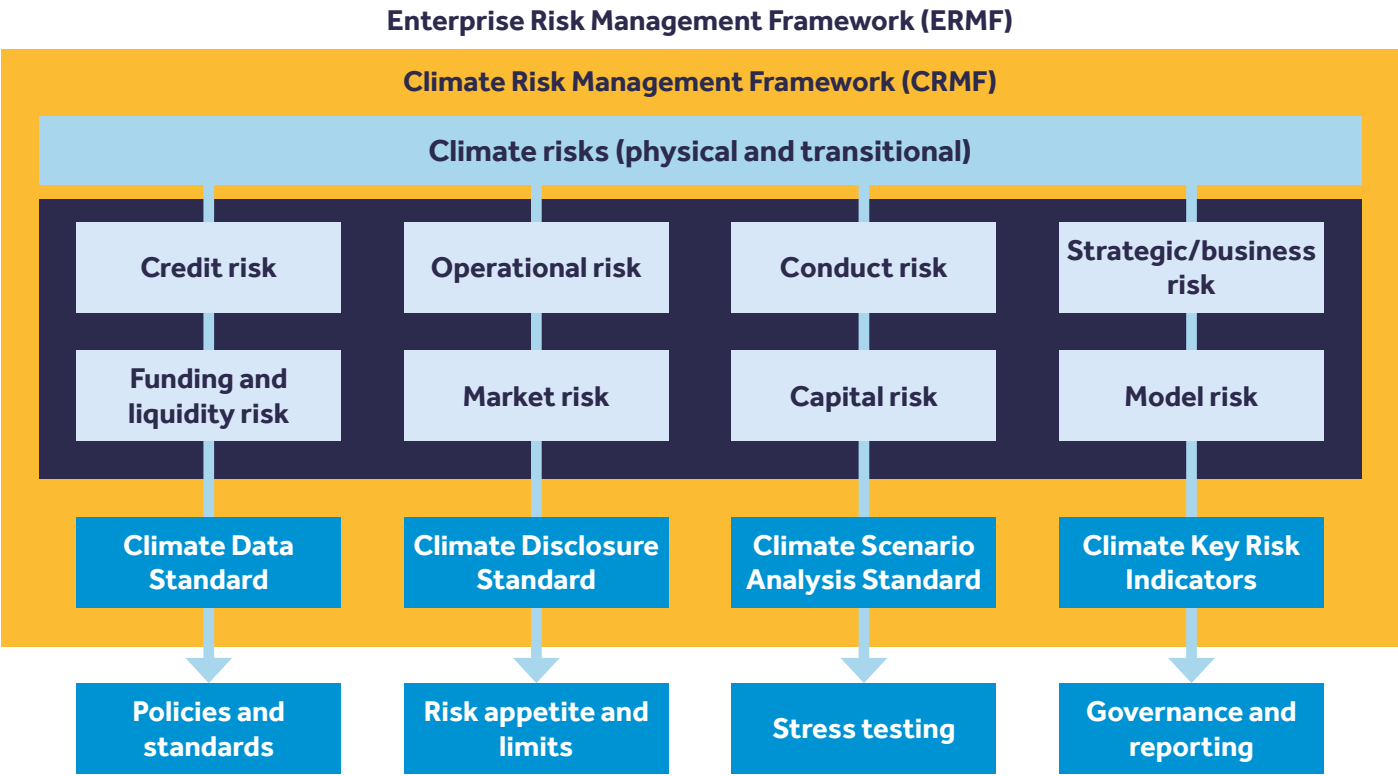 Enterprise Risk Management Framework (ERMF)
Climate Risk Management Framework (CRMF)
Climate risks (physical and transitional)
Credit risk
Operational risk
Conduct risk
Strategic/business
risk
Funding and
liquidity risk
Market risk
Capital risk
Model risk
Climate Data
Standard
Climate Disclosure
Standard
Climate Scenario
Analysis Standard
Climate Key Risk
Indicators
Policies and
standards
Risk appetite and
limits
Stress testing
Governance and
reporting